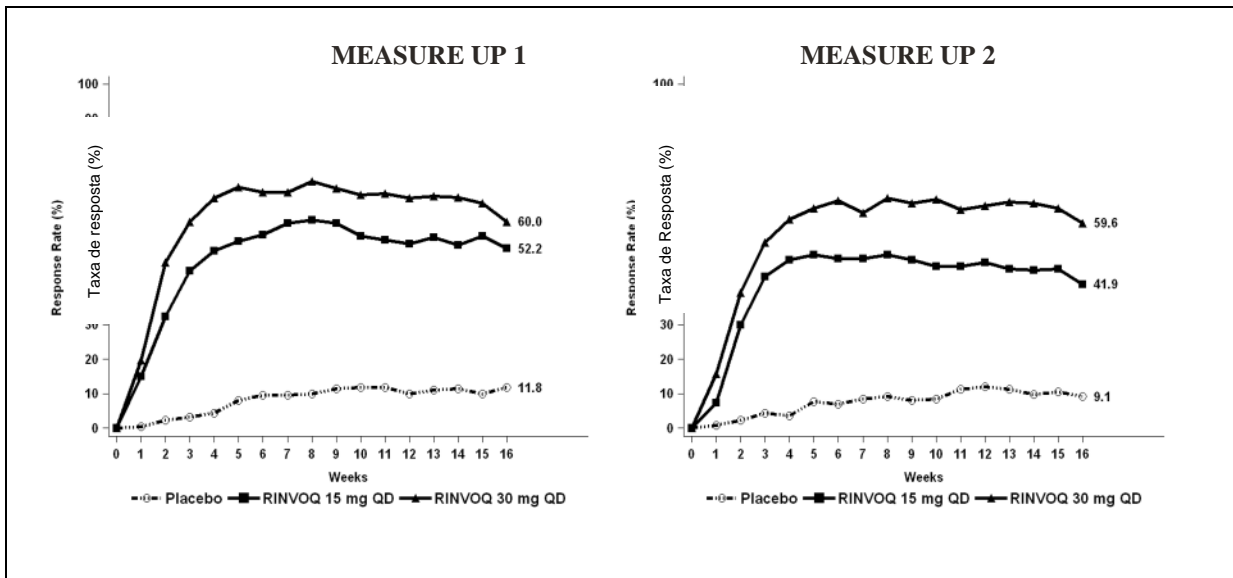 MEASURE UP 1
100
Response Rate (%)
Taxa de resposta (%)
30
20
10
0
60.0
52.2
11.8
0 1 2 3 4 5 6 7 8 9 10 11 12 13 14 15 16
Weeks
Placebo RINVOQ 15 mg QD RINVOQ 30 mg QD
MEASURE UP 2
100
Response Rate (%)
Taxa de Resposta (%)
30
20
10
0
59.6
41.9
9.1
0 1 2 3 4 5 6 7 8 9 10 11 12 13 14 15 16
Weeks
Placebo RINVOQ 15 mg QD RINVOQ 30 mg QD